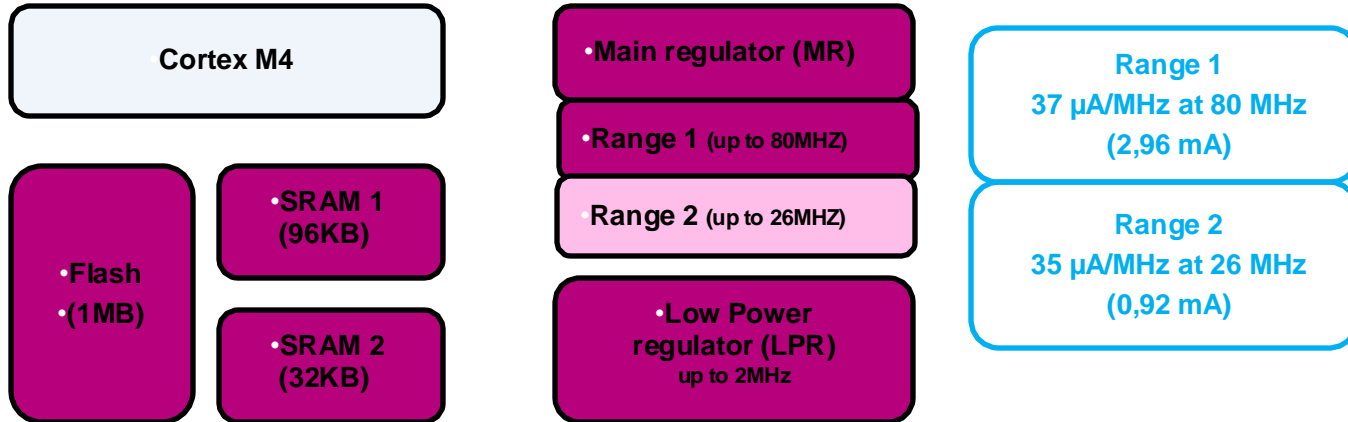 Cortex M4
•Flash
•(1MB)
•SRAM 1
(96KB)
•SRAM 2
(32KB)
•Main regulator (MR)
•Range 1 (up to 80MHZ)
•Range 2 (up to 26MHZ)
•Low Power
regulator (LPR)
up to 2MHz
Range 1
37 µA/MHz at 80 MHz
(2,96 mA)
Range 2
35 µA/MHz at 26 MHz
(0,92 mA)